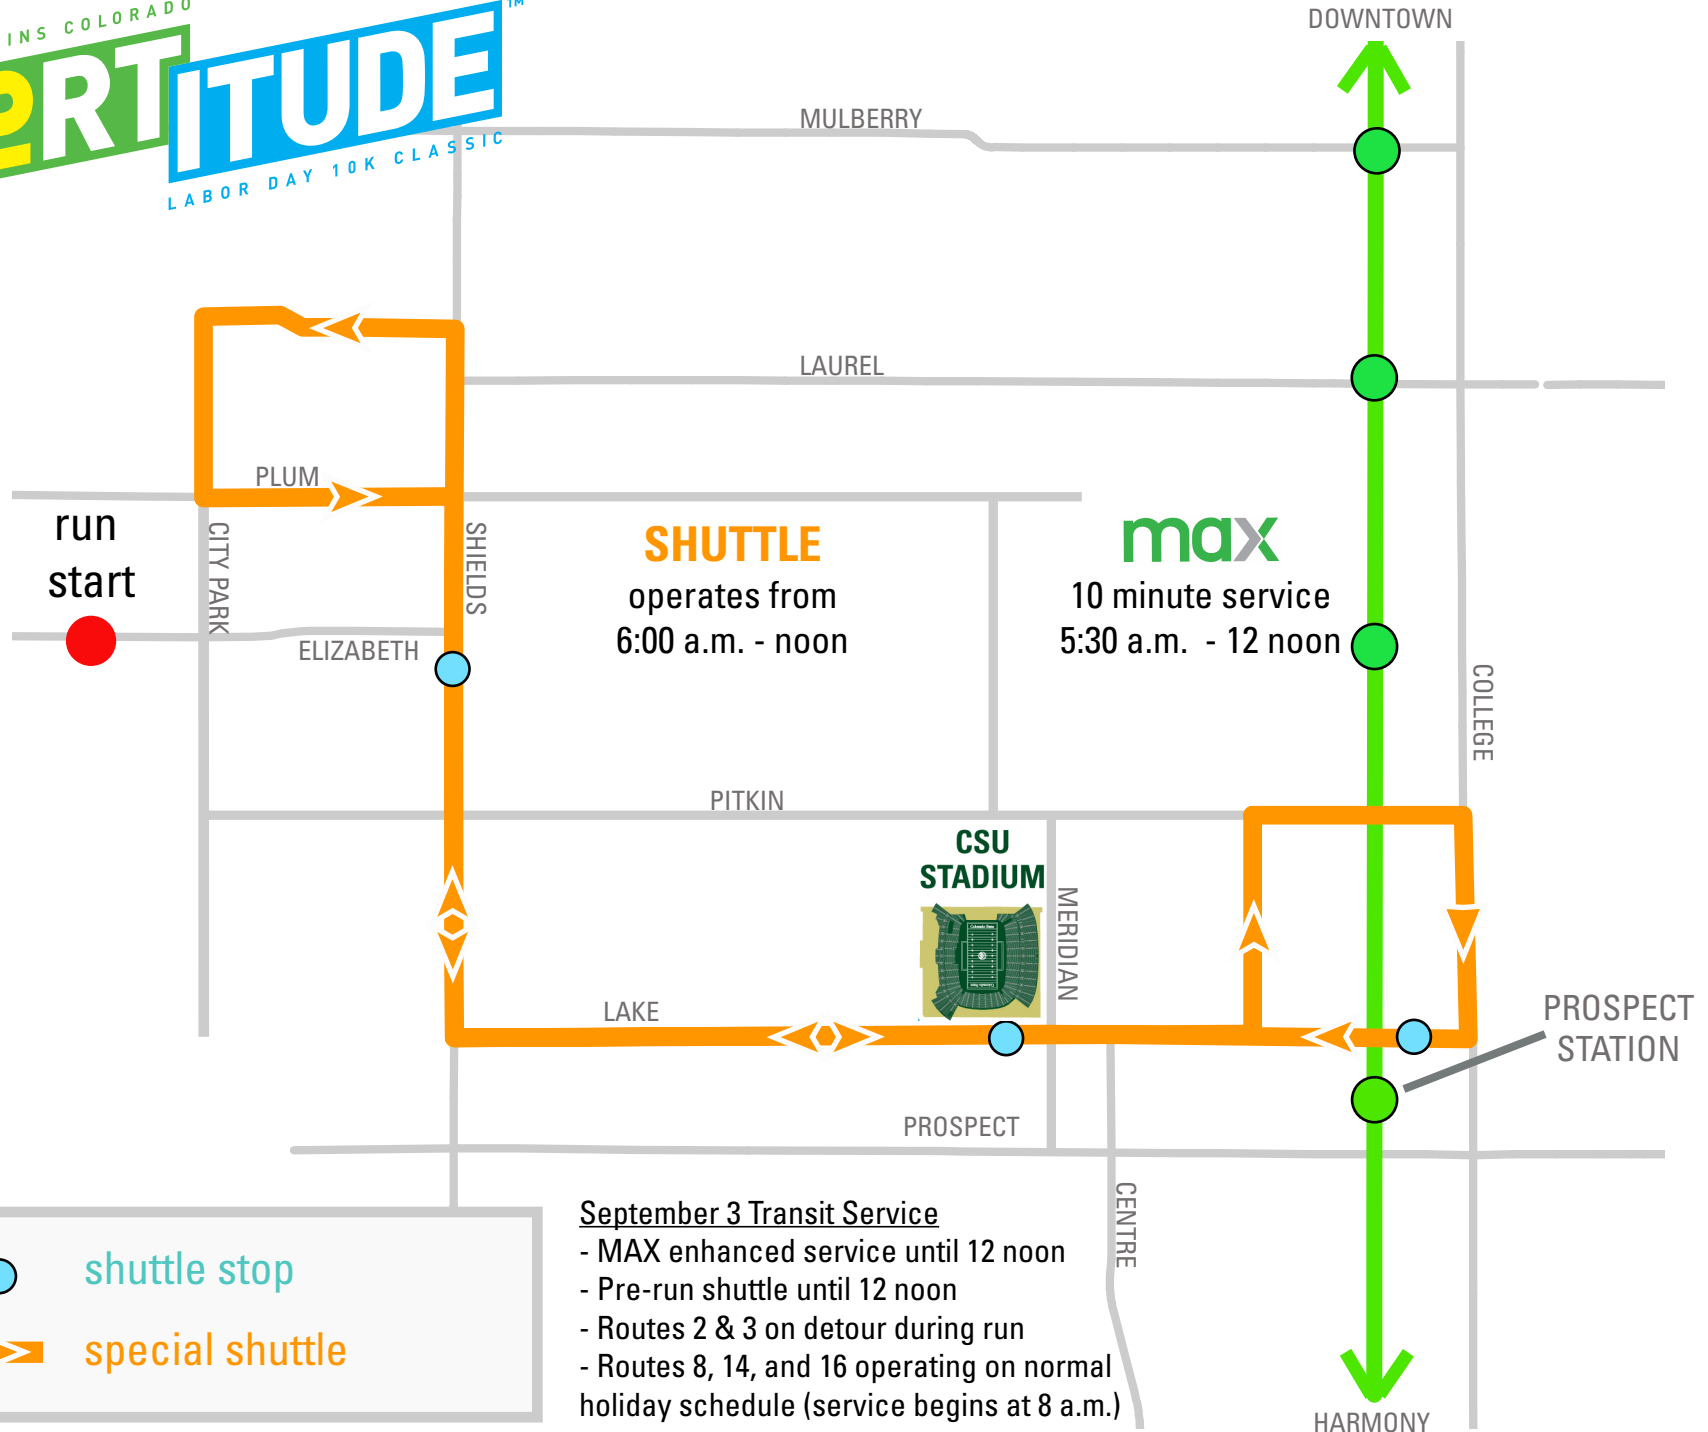 INS COLORADO
RT
ITUDE™
LABOR DAY 10K CLASSIC
DOWNTOWN
MULBERRY
LAUREL
PLUM
run
start
CITY PARK
SHIELDS
ELIZABETH
SHUTTLE
operates from
6:00 a.m. - noon
max
10 minute service
5:30 a.m. - 12 noon
COLLEGE
PITKIN
CSU
STADIUM
MERIDIAN
LAKE
PROSPECT
STATION
PROSPECT
CENTRE
shuttle stop
special shuttle
September 3 Transit Service
- MAX enhanced service until 12 noon
- Pre-run shuttle until 12 noon
- Routes 2 & 3 on detour during run
- Routes 8, 14, and 16 operating on normal
holiday schedule (service begins at 8 a.m.)
HARMONY